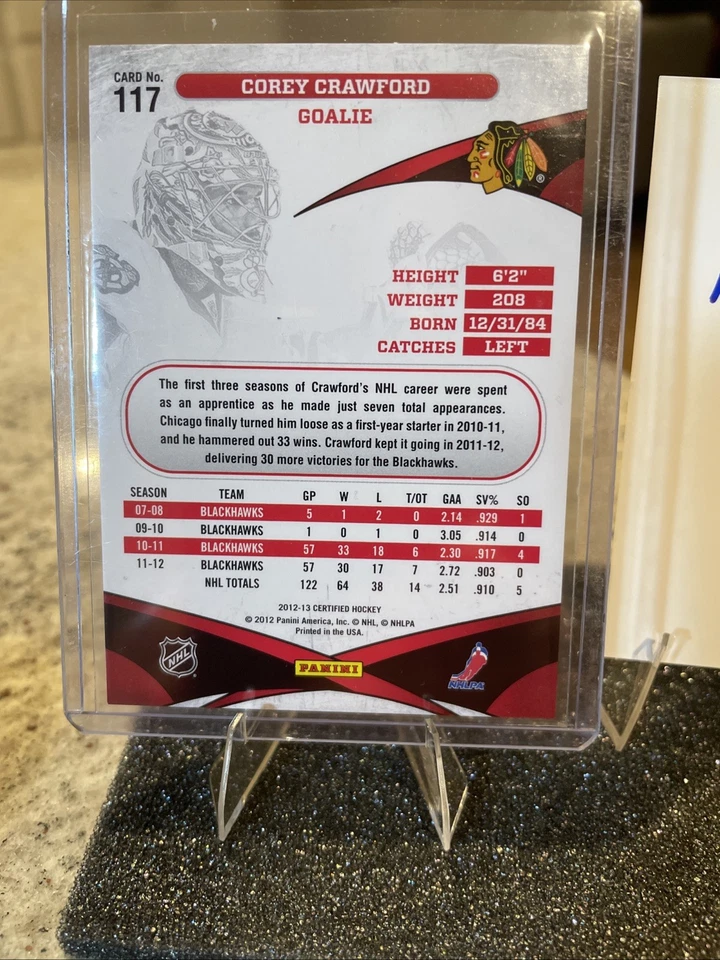 CARD No.
117
COREY CRAWFORD
GOALIE
HEIGHT 6'2"
WEIGHT 208
BORN 12/31/84
CATCHES LEFT
The first three seasons of Crawford's NHL career were spent
as an apprentice as he made just seven total appearances.
Chicago finally turned him loose as a first-year starter in 2010-11,
and he hammered out 33 wins. Crawford kept it going in 2011-12,
delivering 30 more victories for the Blackhawks.
SEASON TEAM GP W L T/OT GAA SV% SO
07-08 BLACKHAWKS 5 1 2 0 2.14 .929 1
09-10 BLACKHAWKS 1 0 1 0 3.05 .914 0
10-11 BLACKHAWKS 57 33 18 6 2.30 .917 4
11-12 BLACKHAWKS 57 30 17 7 2.72 .903 0
NHL TOTALS 122 64 38 14 2.51 .910 5
2012-13 CERTIFIED HOCKEY
© 2012 Panini America, Inc. © NHL, © NHLPA
Printed in the USA.
NHL
PANINI
NHLPA